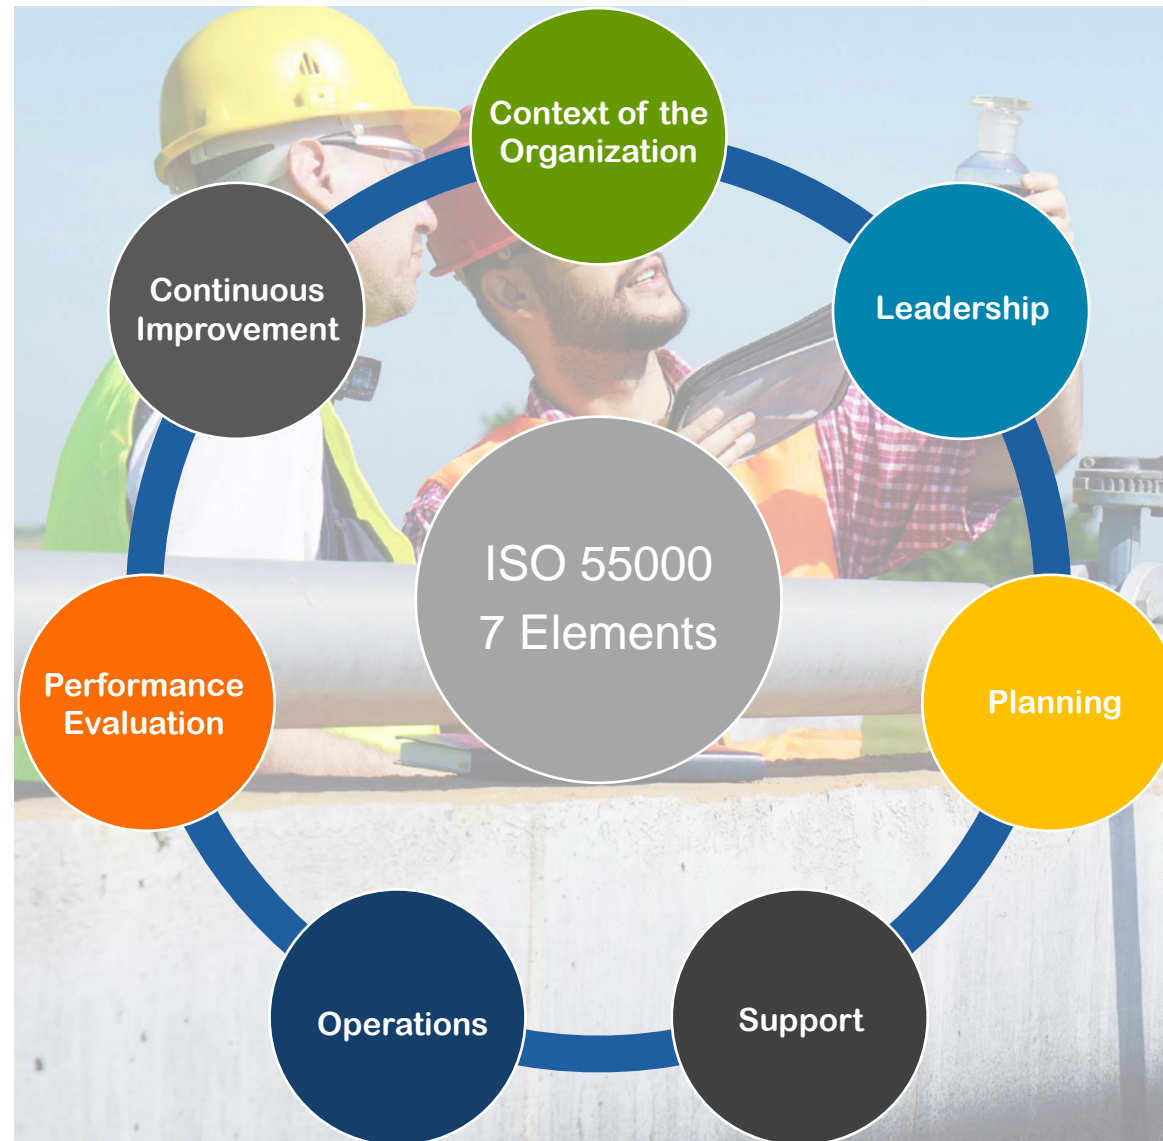 Context of the
Organization
Leadership
Planning
Support
Operations
Performance
Evaluation
Continuous
Improvement
ISO 55000
7 Elements